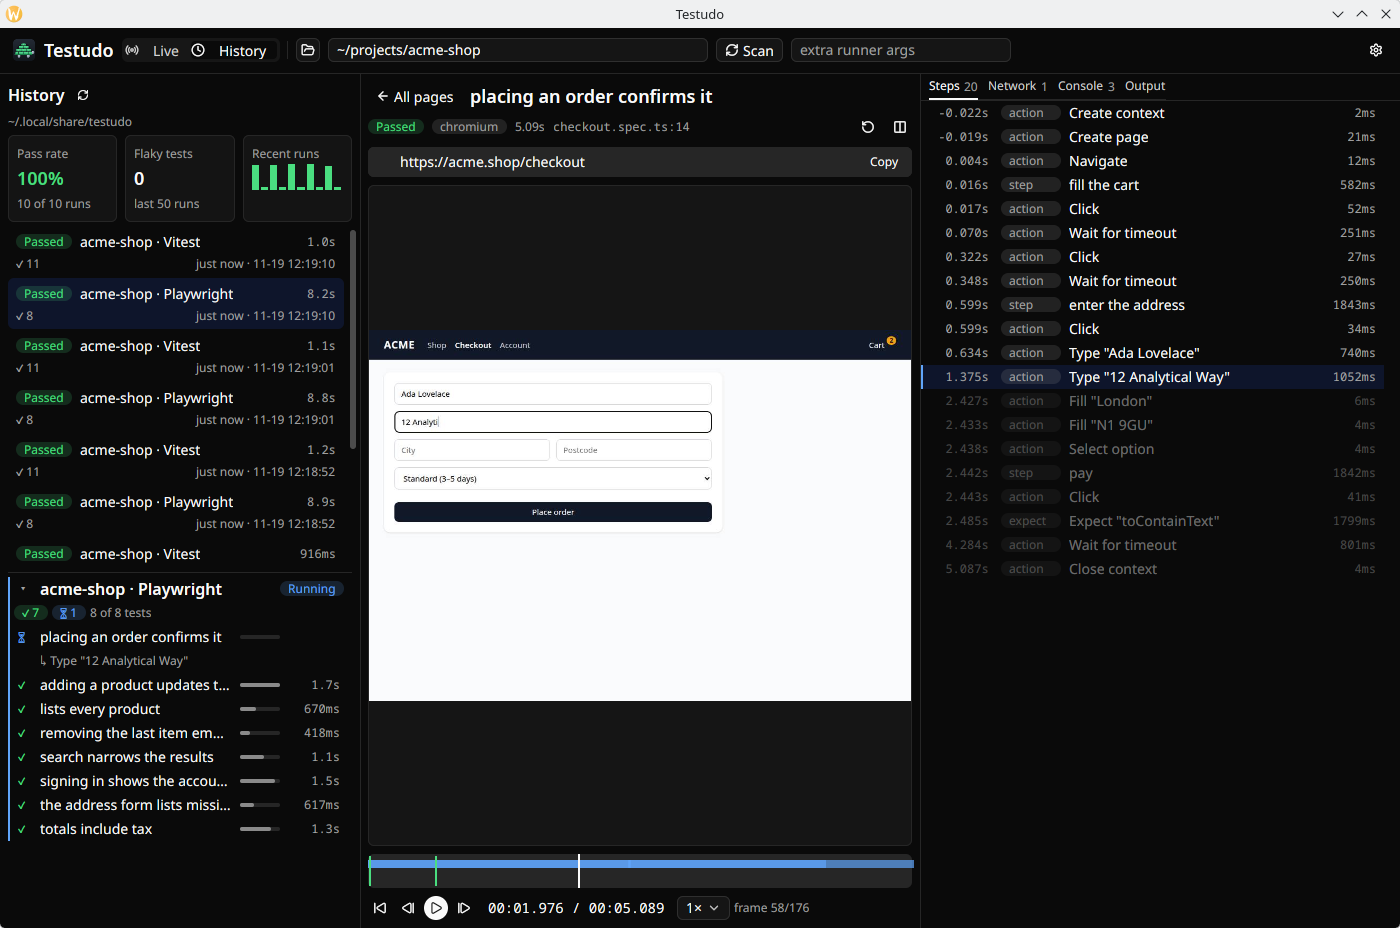 Testudo
Testudo
Live
History
~/projects/acme-shop
Scan
extra runner args
History
~/.local/share/testudo
Pass rate
100%
10 of 10 runs
Flaky tests
0
last 50 runs
Recent runs
Passed acme-shop · Vitest 1.0s
✓ 11 just now · 11-19 12:19:10
Passed acme-shop · Playwright 8.2s
✓ 8 just now · 11-19 12:19:10
Passed acme-shop · Vitest 1.1s
✓ 11 just now · 11-19 12:19:01
Passed acme-shop · Playwright 8.8s
✓ 8 just now · 11-19 12:19:01
Passed acme-shop · Vitest 1.2s
✓ 11 just now · 11-19 12:18:52
Passed acme-shop · Playwright 8.9s
✓ 8 just now · 11-19 12:18:52
Passed acme-shop · Vitest 916ms
acme-shop · Playwright Running
✓ 7 1 8 of 8 tests
placing an order confirms it
↳ Type "12 Analytical Way"
✓ adding a product updates t... 1.7s
✓ lists every product 670ms
✓ removing the last item em... 418ms
✓ search narrows the results 1.1s
✓ signing in shows the accou... 1.5s
✓ the address form lists missi... 617ms
✓ totals include tax 1.3s
← All pages placing an order confirms it
Passed chromium 5.09s checkout.spec.ts:14
https://acme.shop/checkout Copy
ACME Shop Checkout Account Cart 2
Ada Lovelace
12 Analyti
City Postcode
Standard (3–5 days)
Place order
00:01.976 / 00:05.089 1× frame 58/176
Steps 20 Network 1 Console 3 Output
-0.022s action Create context 2ms
-0.019s action Create page 21ms
0.004s action Navigate 12ms
0.016s step fill the cart 582ms
0.017s action Click 52ms
0.070s action Wait for timeout 251ms
0.322s action Click 27ms
0.348s action Wait for timeout 250ms
0.599s step enter the address 1843ms
0.599s action Click 34ms
0.634s action Type "Ada Lovelace" 740ms
1.375s action Type "12 Analytical Way" 1052ms
2.427s action Fill "London" 6ms
2.433s action Fill "N1 9GU" 4ms
2.438s action Select option 4ms
2.442s step pay 1842ms
2.443s action Click 41ms
2.485s expect Expect "toContainText" 1799ms
4.284s action Wait for timeout 801ms
5.087s action Close context 4ms